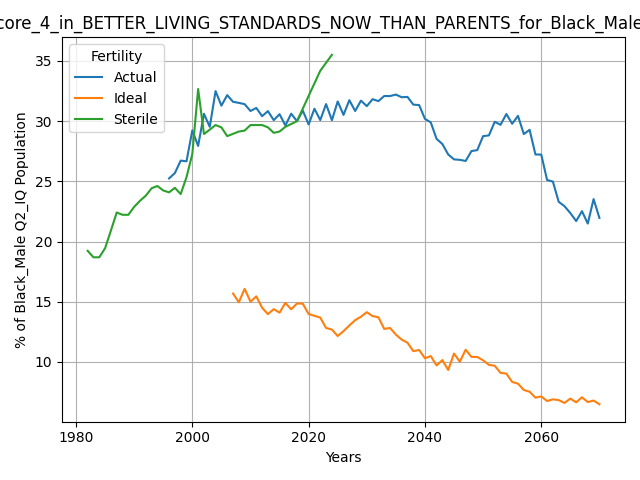 core_4_in_BETTER_LIVING_STANDARDS_NOW_THAN_PARENTS_for_Black_Male
Fertility
Actual
Ideal
Sterile
% of Black_Male Q2_IQ Population
35
30
25
20
15
10
1980
2000
2020
2040
2060
Years